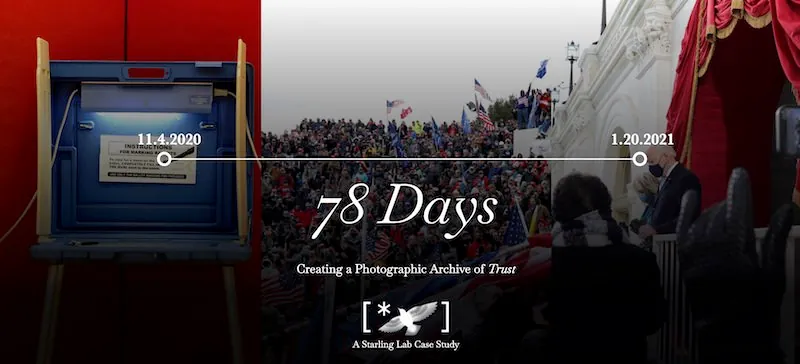 11.4.2020
1.20.2021
INSTRUCTIONS
78 Days
Creating a Photographic Archive of Trust
[* ]
A Starling Lab Case Study